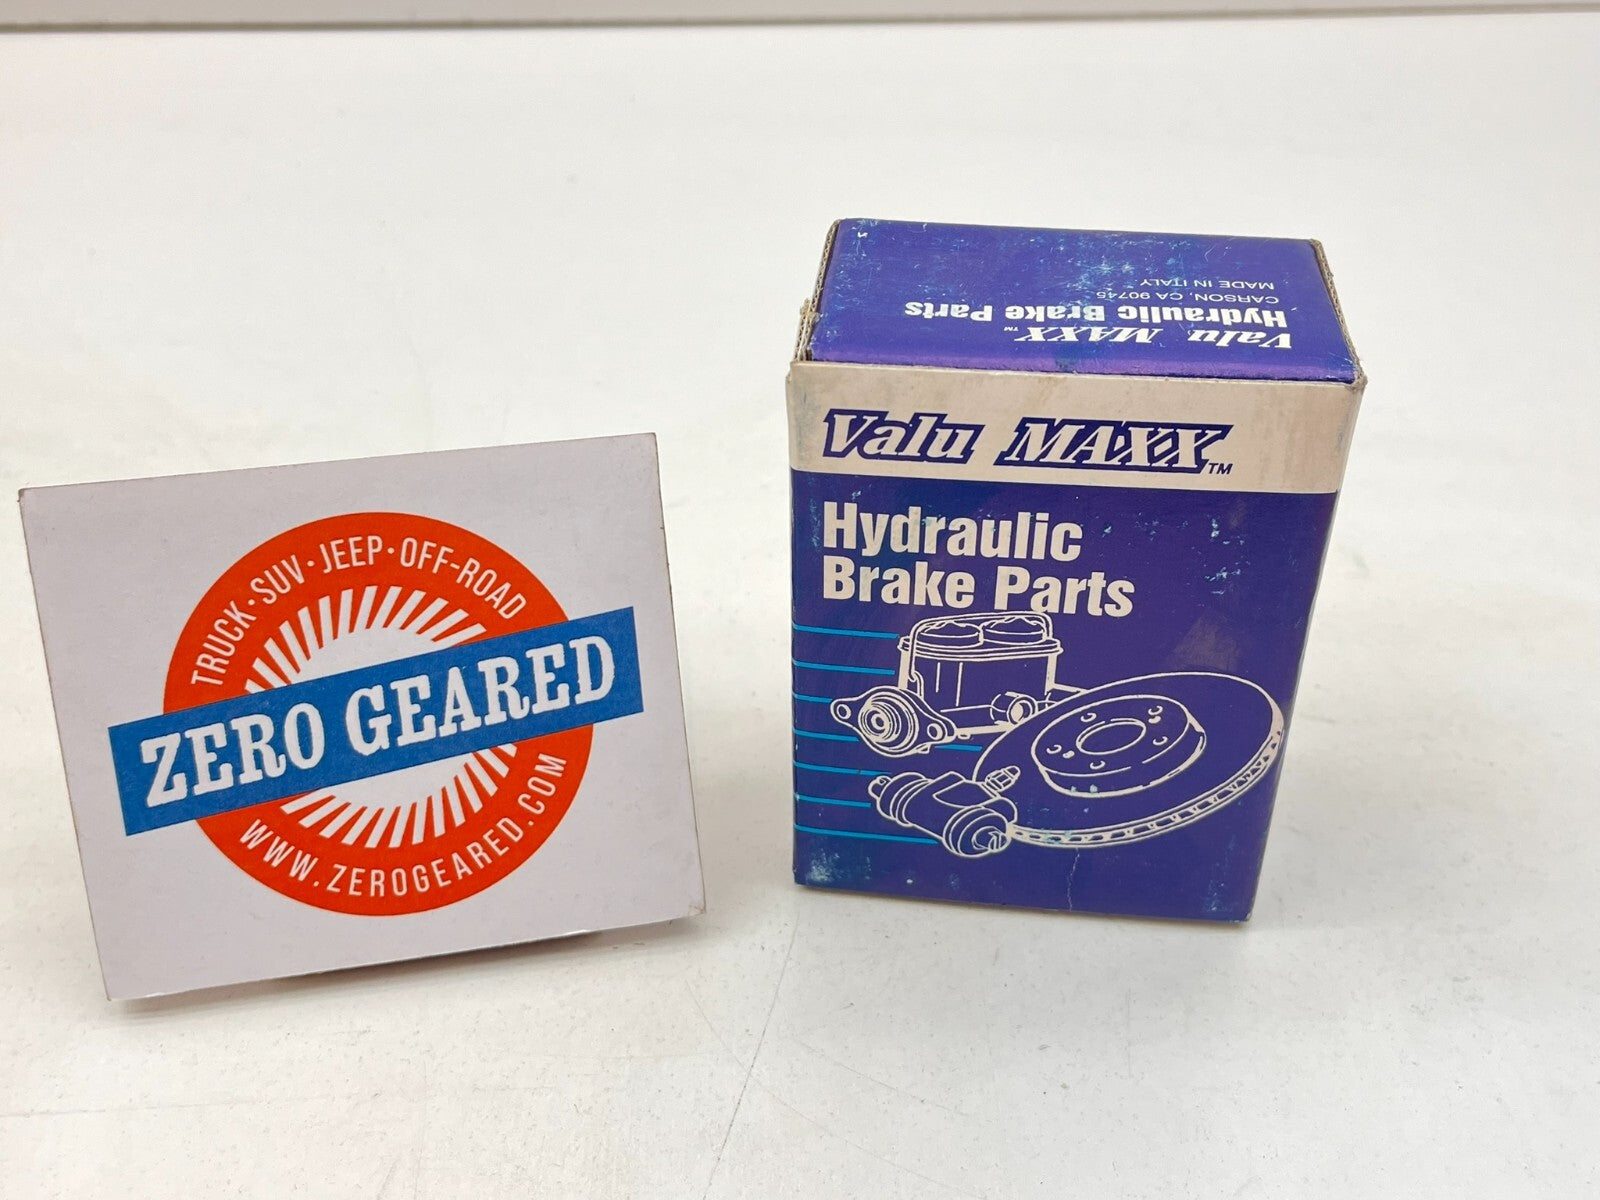 TRUCK·SUV·JEEP·OFF-ROAD
ZERO GEARED
WWW.ZEROGEARED.COM
Valu MAXX™
Hydraulic Brake Parts
CARSON, CA 90745
MADE IN ITALY
Valu MAXX™
Hydraulic
Brake Parts